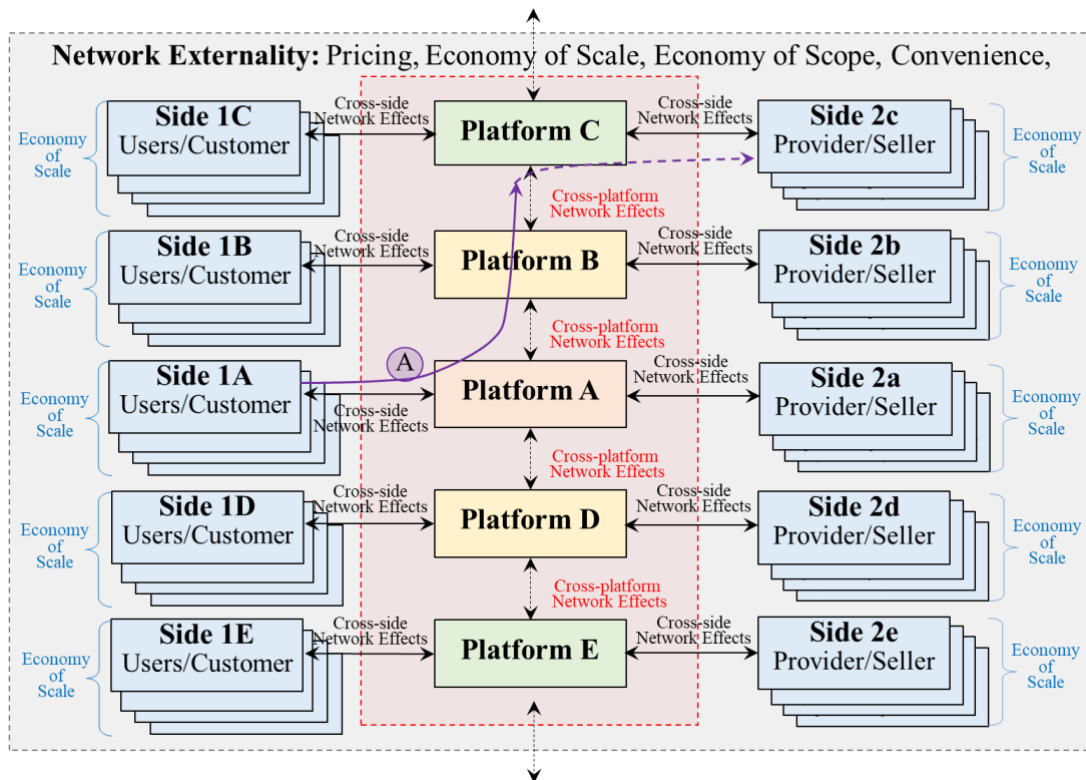 Network Externality: Pricing, Economy of Scale, Economy of Scope, Convenience,
Economy
of
Scale
Side 1C
Users/Customer
Cross-side
Network Effects
Platform C
Cross-side
Network Effects
Side 2c
Provider/Seller
Economy
of
Scale
Cross-platform
Network Effects
Economy
of
Scale
Side 1B
Users/Customer
Cross-side
Network Effects
Platform B
Cross-side
Network Effects
Side 2b
Provider/Seller
Economy
of
Scale
Cross-platform
Network Effects
Economy
of
Scale
Side 1A
Users/Customer
A
Cross-side
Network Effects
Platform A
Cross-side
Network Effects
Side 2a
Provider/Seller
Economy
of
Scale
Cross-platform
Network Effects
Economy
of
Scale
Side 1D
Users/Customer
Cross-side
Network Effects
Platform D
Cross-side
Network Effects
Side 2d
Provider/Seller
Economy
of
Scale
Cross-platform
Network Effects
Economy
of
Scale
Side 1E
Users/Customer
Cross-side
Network Effects
Platform E
Cross-side
Network Effects
Side 2e
Provider/Seller
Economy
of
Scale